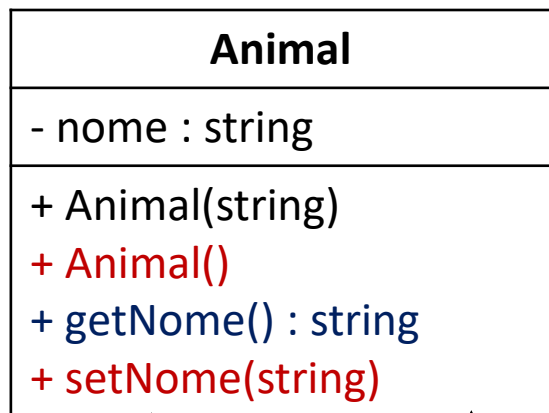 Animal
- nome : string
+ Animal(string)
+ Animal()
+ getNome() : string
+ setNome(string)